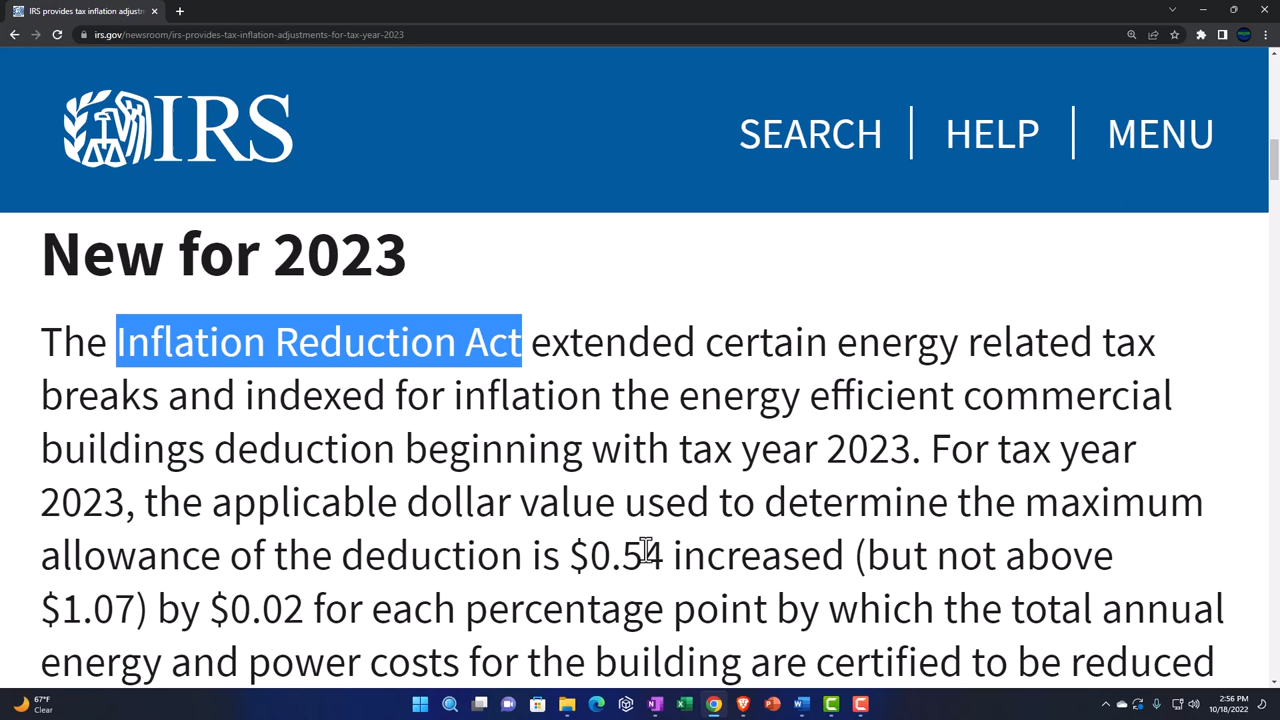 IRS provides tax inflation adjustm
irs.gov/newsroom/irs-provides-tax-inflation-adjustments-for-tax-year-2023
IRS
SEARCH
HELP
MENU
New for 2023
The Inflation Reduction Act extended certain energy related tax
breaks and indexed for inflation the energy efficient commercial
buildings deduction beginning with tax year 2023. For tax year
2023, the applicable dollar value used to determine the maximum
allowance of the deduction is $0.54 increased (but not above
$1.07) by $0.02 for each percentage point by which the total annual
energy and power costs for the building are certified to be reduced
67°F
Clear
2:56 PM
10/18/2022